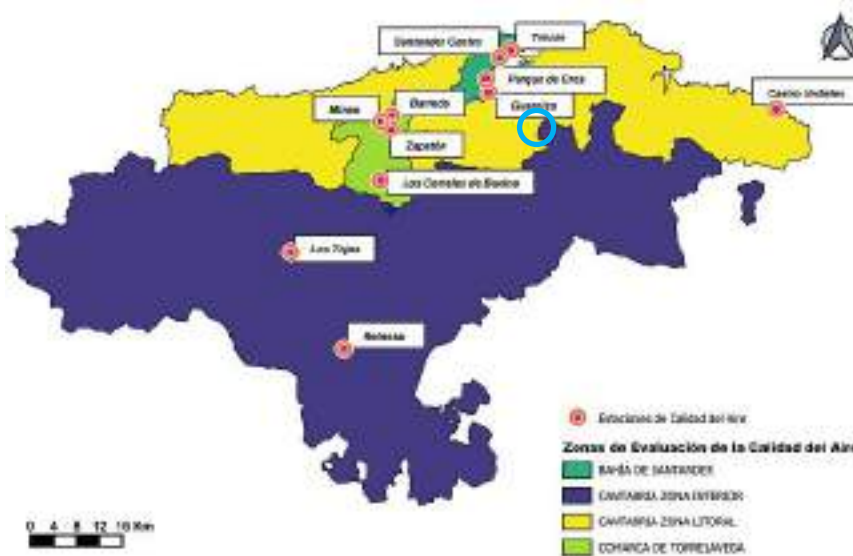 Santander Centro
Tetuán
Parque de Cros
Castro Urdiales
Guarnizo
Minas
Barreda
Zapatón
Los Corrales de Buelna
Los Tojos
Reinosa
Estaciones de Calidad del Aire
Zonas de Evaluación de la Calidad del Aire
BAHÍA DE SANTANDER
CANTABRIA ZONA INTERIOR
CANTABRIA ZONA LITORAL
COMARCA DE TORRELAVEGA
0 4 8 12 16 Km